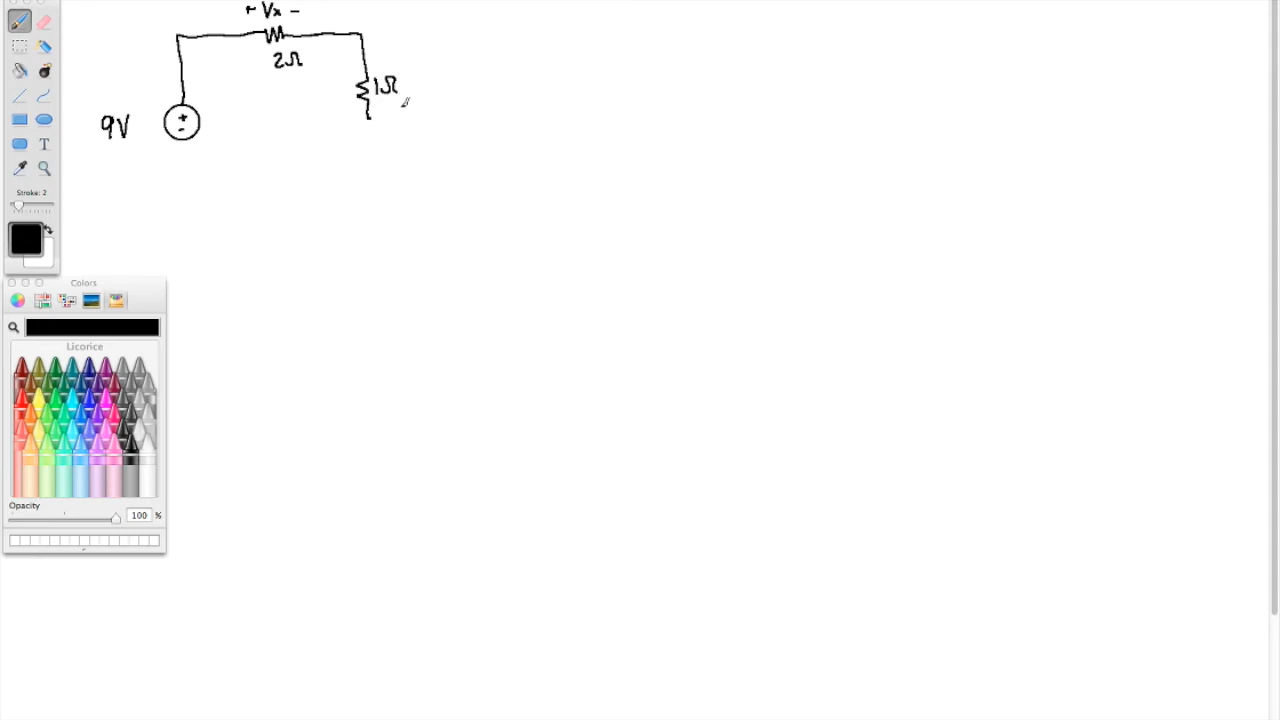 + Vx -
2Ω
1Ω
9V
+
-
T
Stroke: 2
Colors
Licorice
Opacity
100 %